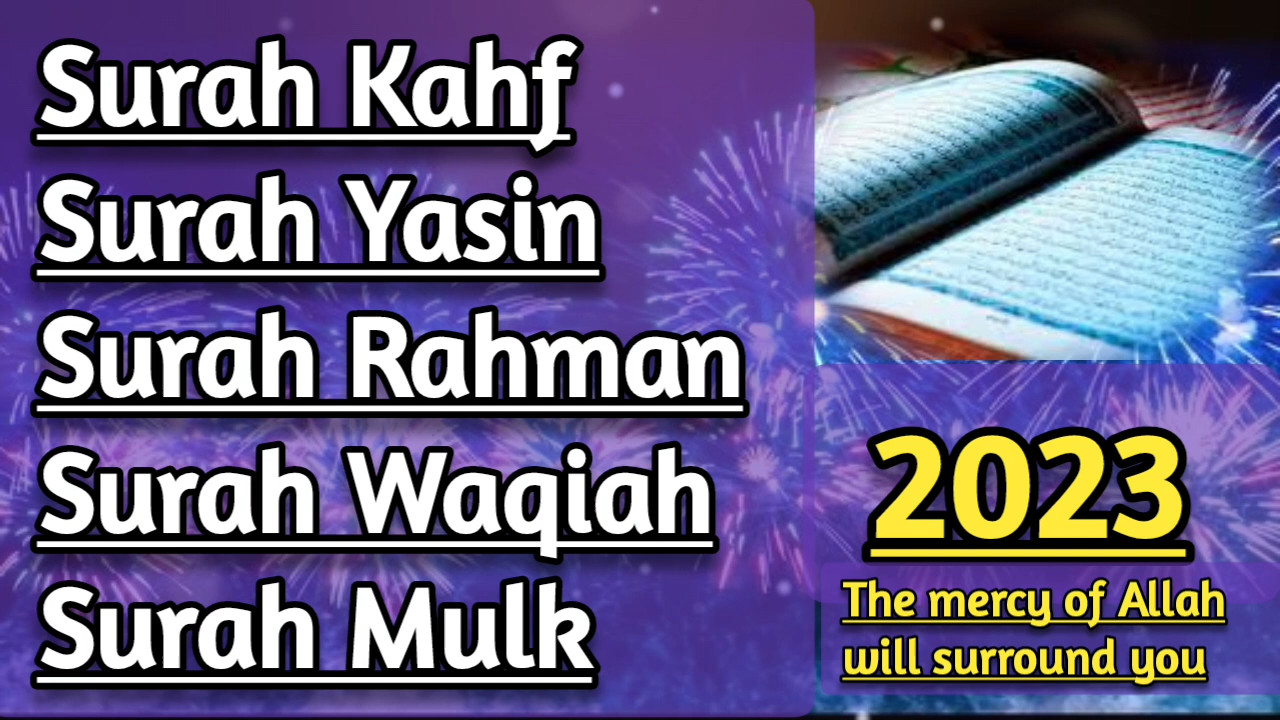 Surah Kahf
Surah Yasin
Surah Rahman
Surah Waqiah
Surah Mulk
2023
The mercy of Allah
will surround you